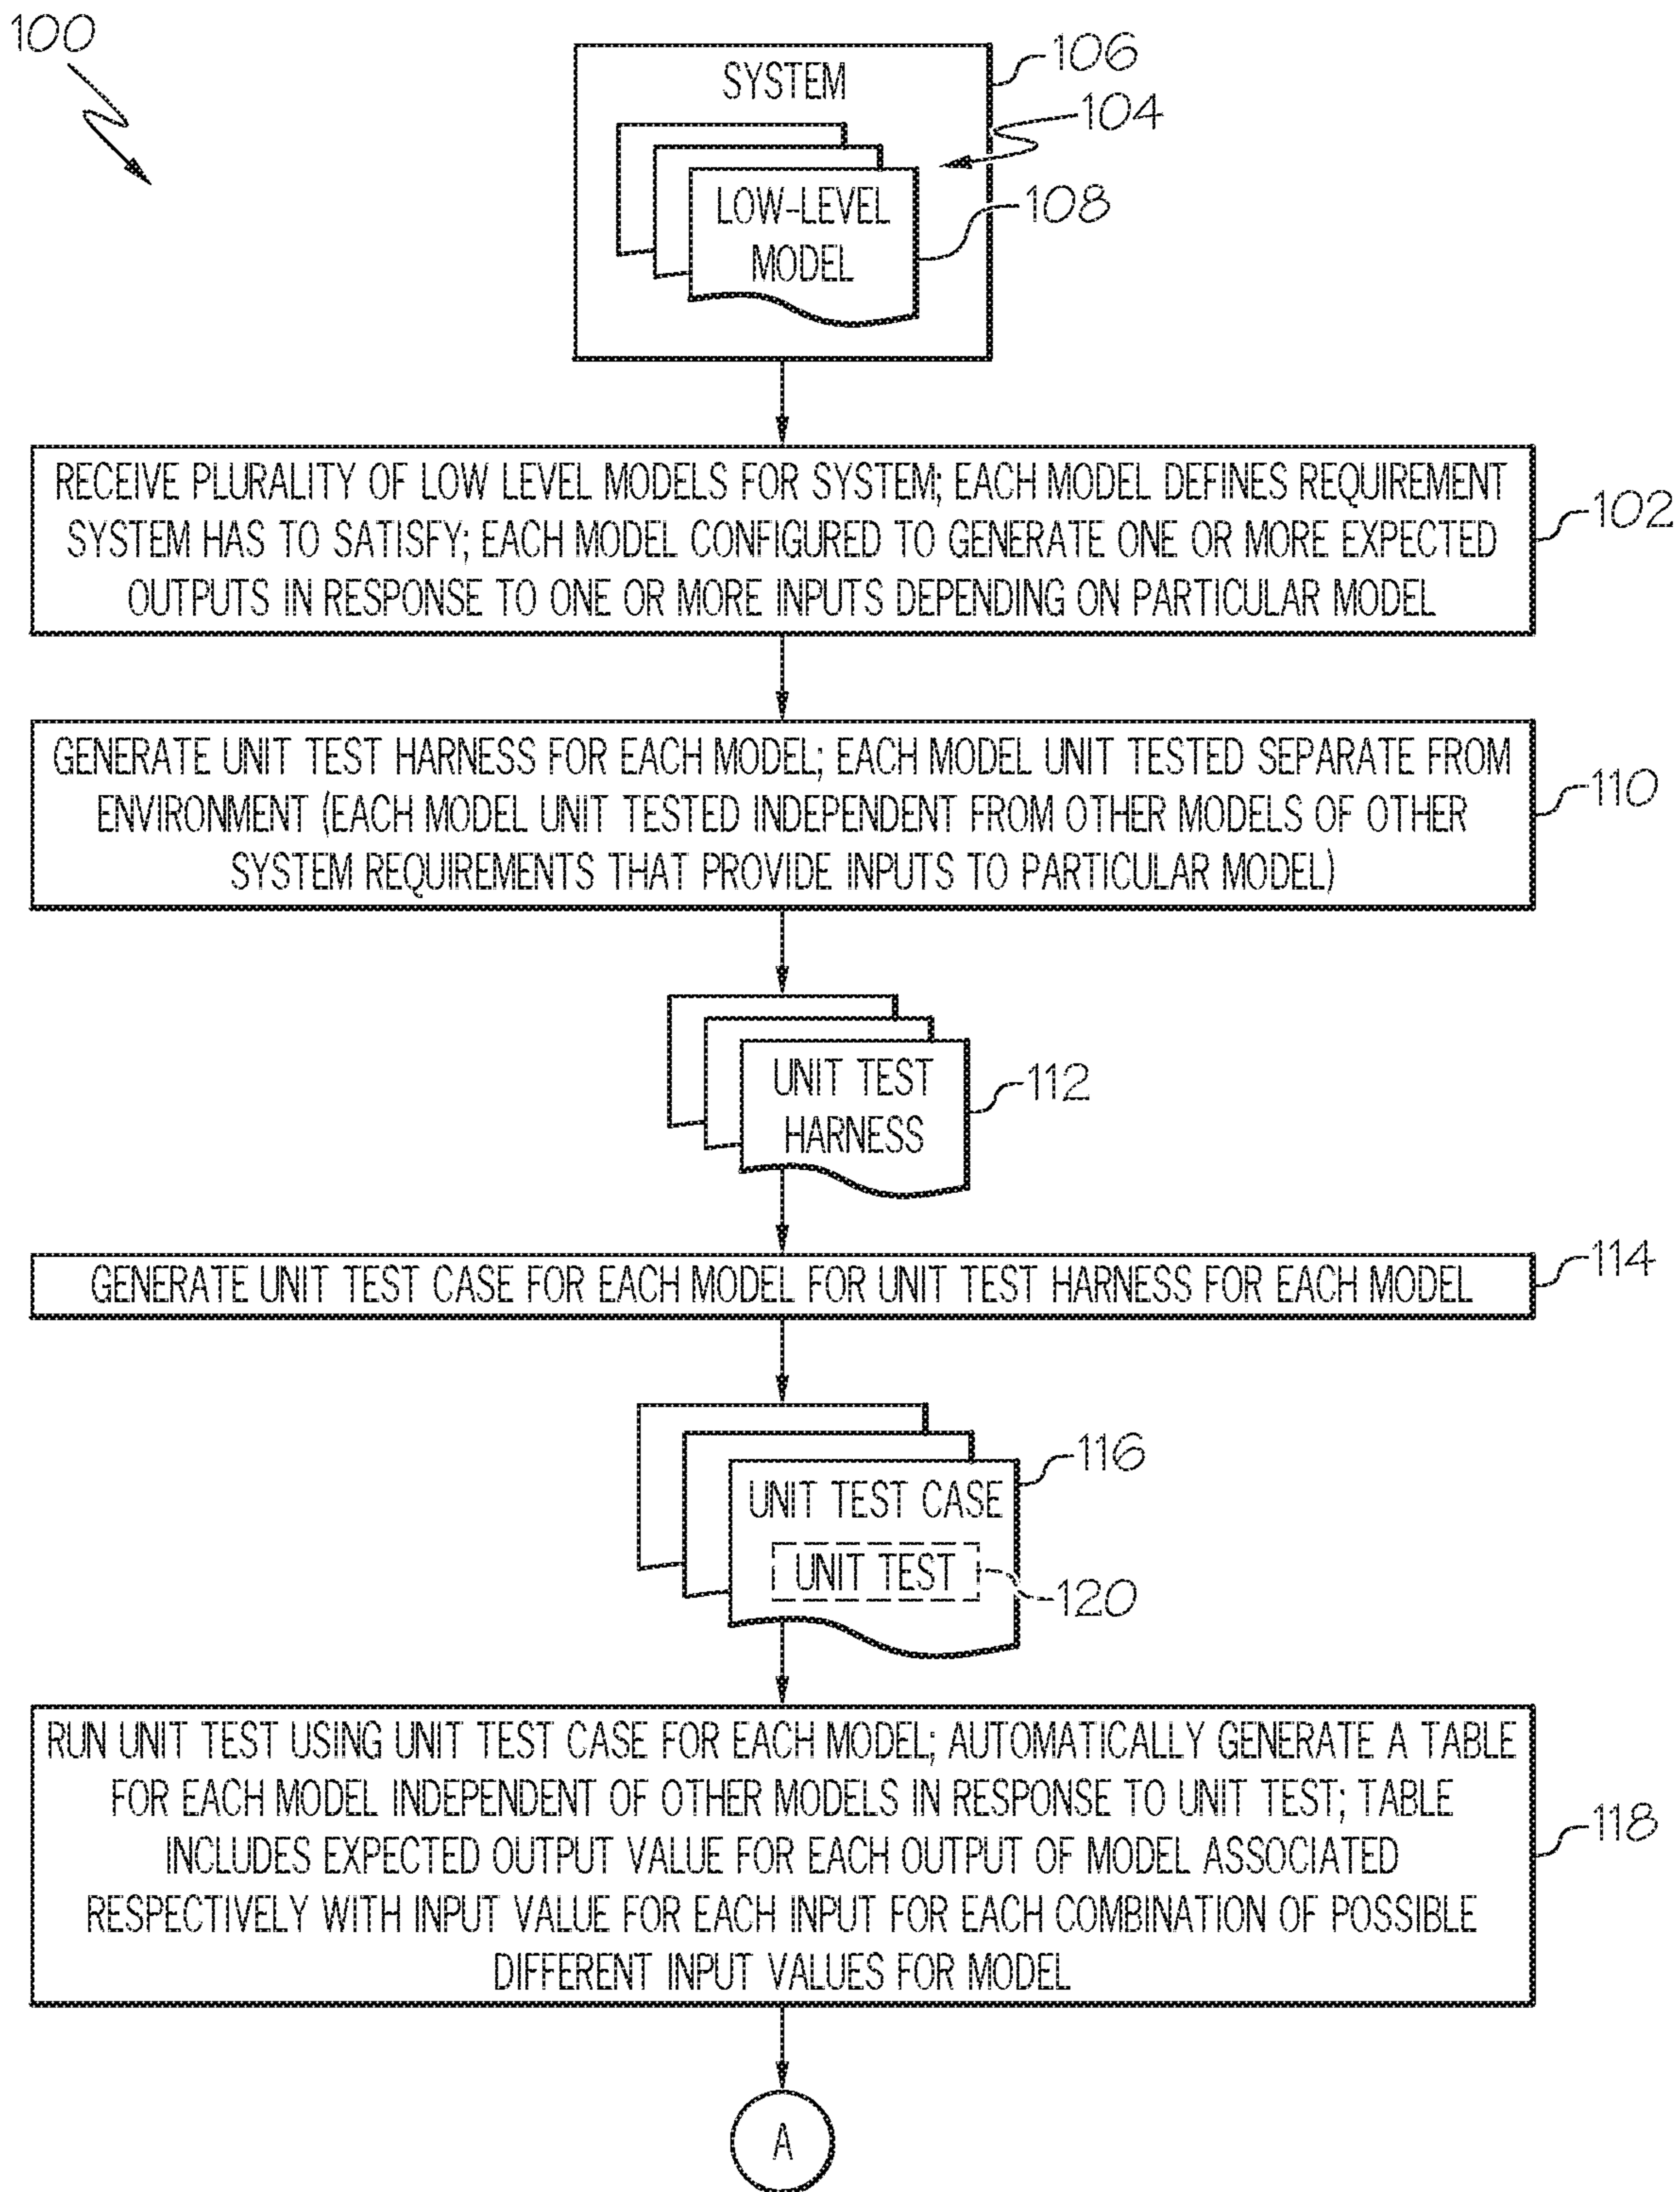 100
SYSTEM
106
104
LOW-LEVEL
MODEL
108
RECEIVE PLURALITY OF LOW LEVEL MODELS FOR SYSTEM; EACH MODEL DEFINES REQUIREMENT
SYSTEM HAS TO SATISFY; EACH MODEL CONFIGURED TO GENERATE ONE OR MORE EXPECTED
OUTPUTS IN RESPONSE TO ONE OR MORE INPUTS DEPENDING ON PARTICULAR MODEL
102
GENERATE UNIT TEST HARNESS FOR EACH MODEL; EACH MODEL UNIT TESTED SEPARATE FROM
ENVIRONMENT (EACH MODEL UNIT TESTED INDEPENDENT FROM OTHER MODELS OF OTHER
SYSTEM REQUIREMENTS THAT PROVIDE INPUTS TO PARTICULAR MODEL)
110
UNIT TEST
HARNESS
112
GENERATE UNIT TEST CASE FOR EACH MODEL FOR UNIT TEST HARNESS FOR EACH MODEL
114
UNIT TEST CASE
116
UNIT TEST
120
RUN UNIT TEST USING UNIT TEST CASE FOR EACH MODEL; AUTOMATICALLY GENERATE A TABLE
FOR EACH MODEL INDEPENDENT OF OTHER MODELS IN RESPONSE TO UNIT TEST; TABLE
INCLUDES EXPECTED OUTPUT VALUE FOR EACH OUTPUT OF MODEL ASSOCIATED
RESPECTIVELY WITH INPUT VALUE FOR EACH INPUT FOR EACH COMBINATION OF POSSIBLE
DIFFERENT INPUT VALUES FOR MODEL
118
A